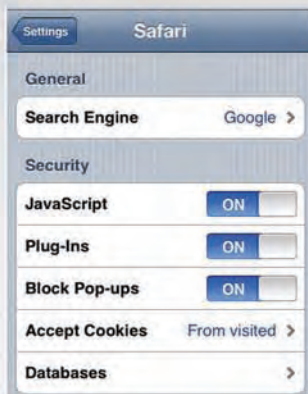 Settings Safari
General
Search Engine Google >
Security
JavaScript ON
Plug-Ins ON
Block Pop-ups ON
Accept Cookies From visited >
Databases >